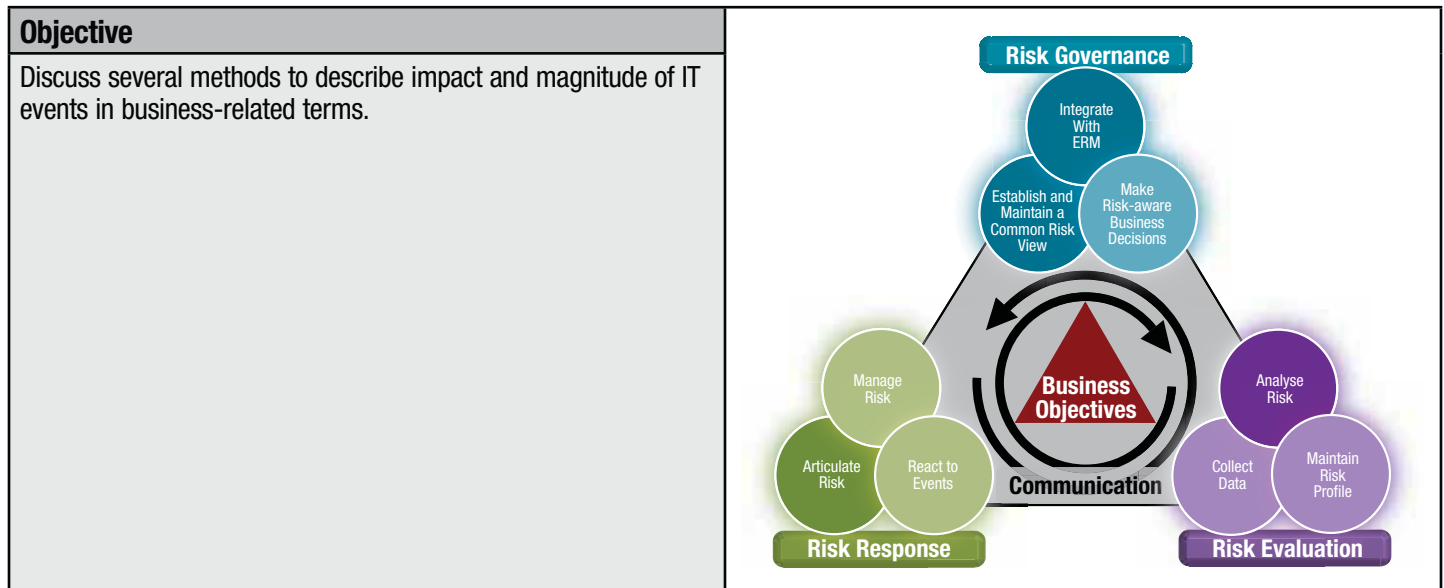 Objective
Discuss several methods to describe impact and magnitude of IT
events in business-related terms.
Risk Governance
Integrate
With
ERM
Establish and
Maintain a
Common Risk
View
Make
Risk-aware
Business
Decisions
Business
Objectives
Communication
Manage
Risk
Articulate
Risk
React to
Events
Risk Response
Analyse
Risk
Collect
Data
Maintain
Risk
Profile
Risk Evaluation